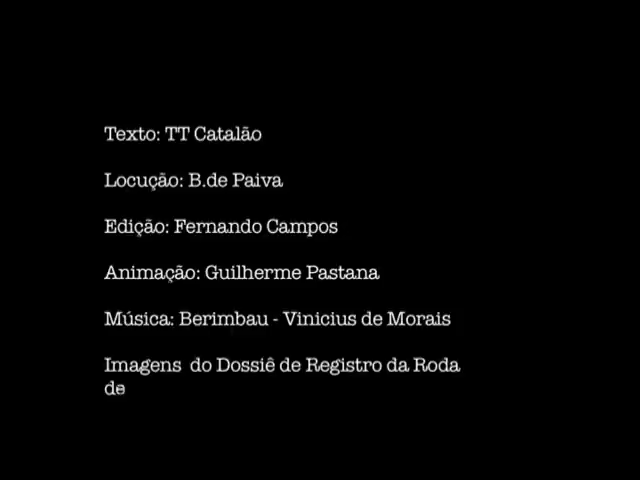 Texto: TT Catalão
Locução: B.de Paiva
Edição: Fernando Campos
Animação: Guilherme Pastana
Música: Berimbau - Vinicius de Morais
Imagens do Dossiê de Registro da Roda
de